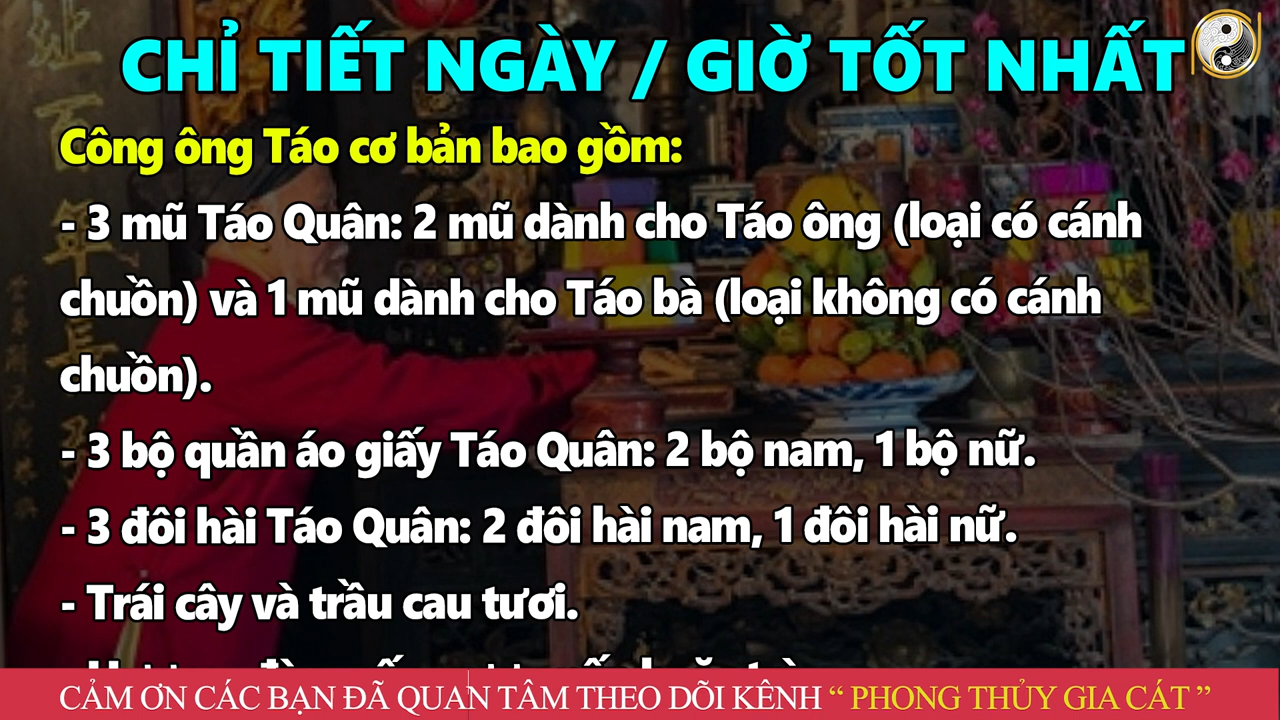 CHỈ TIẾT NGÀY / GIỜ TỐT NHẤT
Công ông Táo cơ bản bao gồm:
- 3 mũ Táo Quân: 2 mũ dành cho Táo ông (loại có cánh
chuồn) và 1 mũ dành cho Táo bà (loại không có cánh
chuồn).
- 3 bộ quần áo giấy Táo Quân: 2 bộ nam, 1 bộ nữ.
- 3 đôi hài Táo Quân: 2 đôi hài nam, 1 đôi hài nữ.
- Trái cây và trầu cau tươi.
CẢM ƠN CÁC BẠN ĐÃ QUAN TÂM THEO DÕI KÊNH “ PHONG THỦY GIA CÁT ”